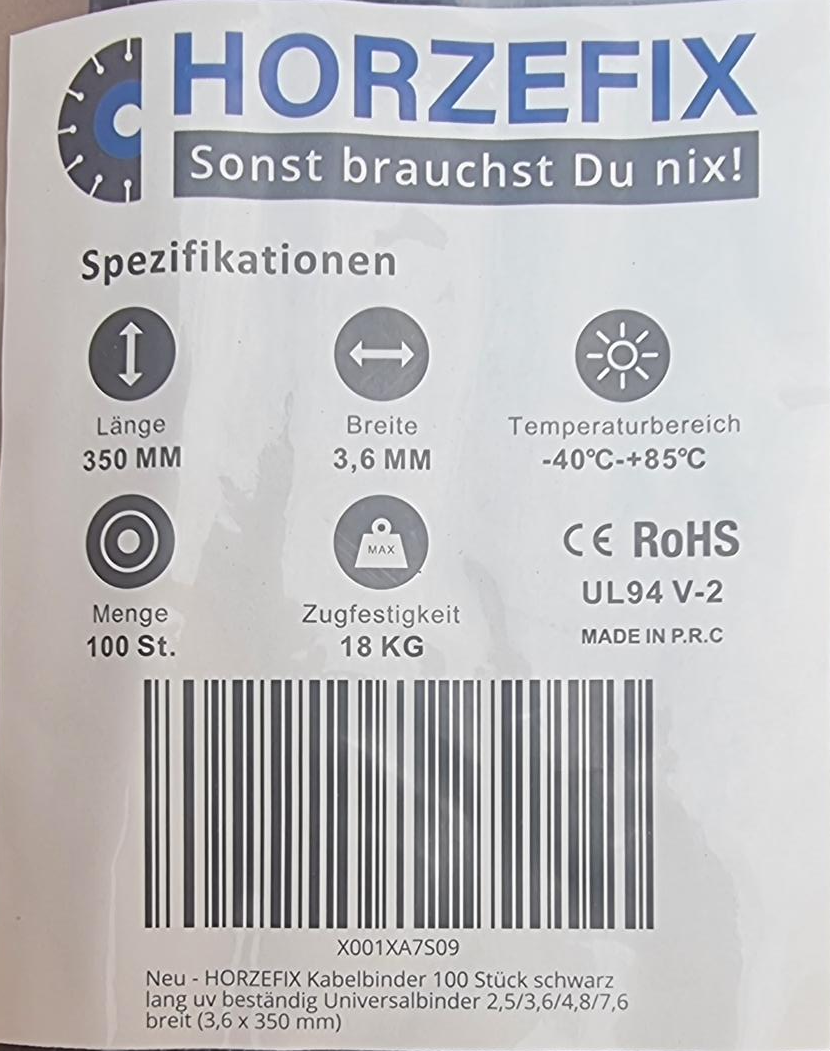 HORZEFIX
Sonst brauchst Du nix!
Spezifikationen
Länge
350 MM
Breite
3,6 MM
Temperaturbereich
-40℃-+85℃
Menge
100 St.
MAX
Zugfestigkeit
18 KG
CE RoHS
UL94 V-2
MADE IN P.R.C
X001XA7S09
Neu - HORZEFIX Kabelbinder 100 Stück schwarz
lang uv beständig Universalbinder 2,5/3,6/4,8/7,6
breit (3,6 x 350 mm)